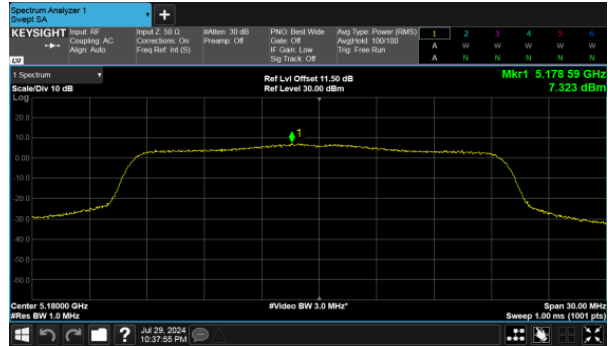 Spectrum Analyzer 1
Swept SA
KEYSIGHT
Input: RF
Coupling: AC
Align: Auto
Input Z: 50 Ω
Corrections: On
Freq Ref: Int (S)
#Atten: 30 dB
Preamp: Off
PNO: Best Wide
Gate: Off
IF Gain: Low
Sig Track: Off
Avg Type: Power (RMS)
Avg|Hold: 100/100
Trig: Free Run
1 2 3 4 5 6
A W W W W W
A N N N N N
1 Spectrum
Scale/Div 10 dB
Ref Lvl Offset 11.50 dB
Ref Level 30.00 dBm
Mkr1 5.178 59 GHz
7.323 dBm
Log
20.0
10.0
0.00
-10.0
-20.0
-30.0
-40.0
-50.0
-60.0
1
Center 5.18000 GHz
#Res BW 1.0 MHz
#Video BW 3.0 MHz*
Span 30.00 MHz
Sweep 1.00 ms (1001 pts)
Jul 29, 2024
10:37:55 PM